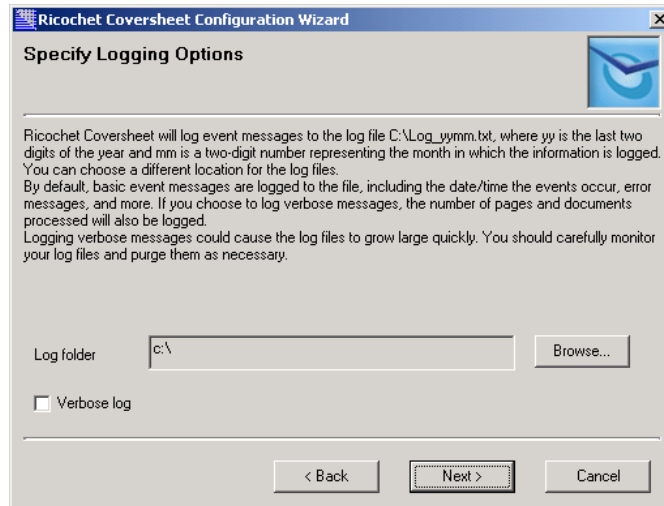 Ricochet Coversheet Configuration Wizard
Specify Logging Options
Ricochet Coversheet will log event messages to the log file C:\Log_yymm.txt, where yy is the last two
digits of the year and mm is a two-digit number representing the month in which the information is logged.
You can choose a different location for the log files.
By default, basic event messages are logged to the file, including the date/time the events occur, error
messages, and more. If you choose to log verbose messages, the number of pages and documents
processed will also be logged.
Logging verbose messages could cause the log files to grow large quickly. You should carefully monitor
your log files and purge them as necessary.
Log folder
c:\
Browse...
Verbose log
< Back
Next >
Cancel